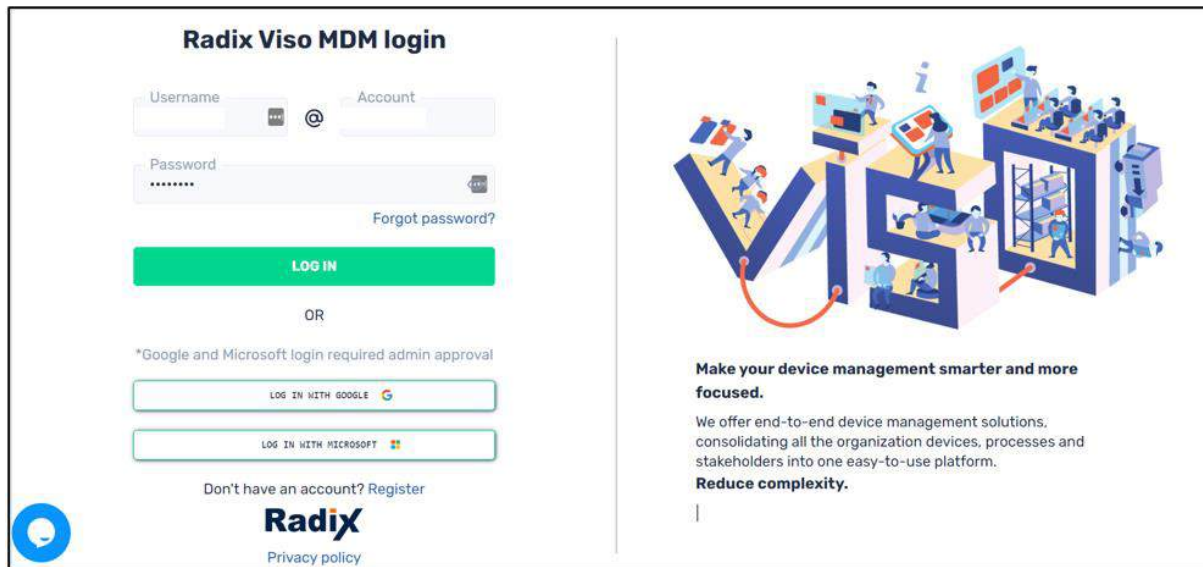 Radix Viso MDM login
Username
@
Account
Password
••••••••
Forgot password?
LOG IN
OR
*Google and Microsoft login required admin approval
LOG IN WITH GOOGLE
LOG IN WITH MICROSOFT
Don't have an account? Register
Radix
Privacy policy
viso
i
Make your device management smarter and more
focused.
We offer end-to-end device management solutions,
consolidating all the organization devices, processes and
stakeholders into one easy-to-use platform.
Reduce complexity.